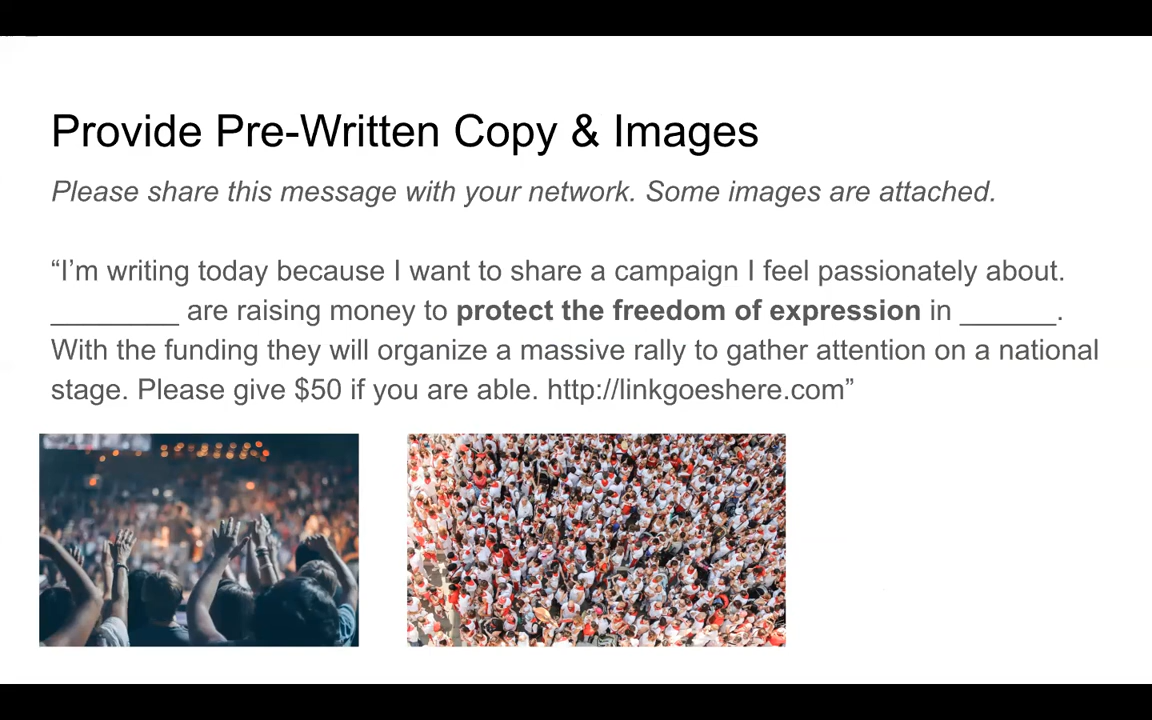 Provide Pre-Written Copy & Images
Please share this message with your network. Some images are attached.
“I’m writing today because I want to share a campaign I feel passionately about.
________ are raising money to protect the freedom of expression in ______.
With the funding they will organize a massive rally to gather attention on a national
stage. Please give $50 if you are able. http://linkgoeshere.com”